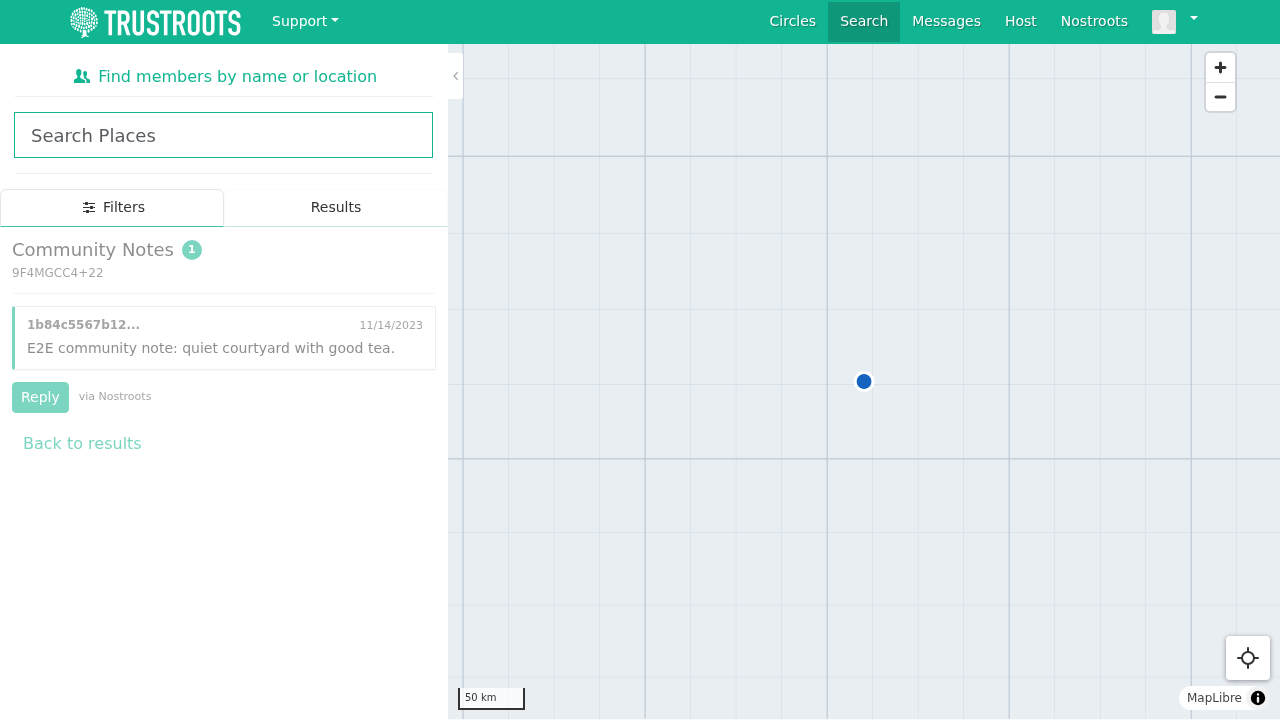 TRUSTROOTS
Support
Circles
Search
Messages
Host
Nostroots
Find members by name or location
Search Places
Filters
Results
Community Notes 1
9F4MGCC4+22
1b84c5567b12... 11/14/2023
E2E community note: quiet courtyard with good tea.
Reply via Nostroots
Back to results
50 km
MapLibre